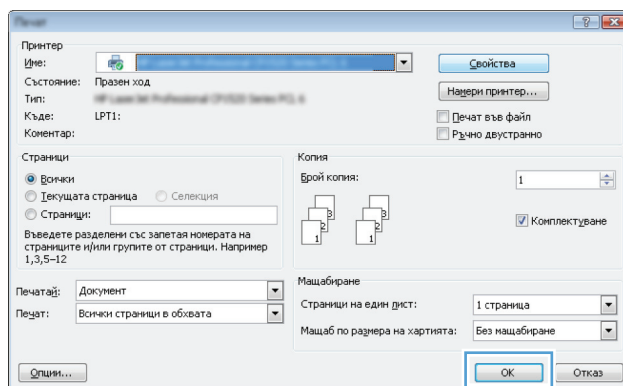 Печат
Принтер
Име:
Свойства
Състояние: Празен ход
Намери принтер...
Тип:
Къде: LPT1:
Печат във файл
Коментар:
Ръчно двустранно
Страници
Всички
Текущата страница Селекция
Страници:
Въведете разделени със запетая номерата на
страниците и/или групите от страници. Например
1,3,5–12
Копия
Брой копия: 1
Комплектуване
Печатай: Документ
Печат: Всички страници в обхвата
Мащабиране
Страници на един лист: 1 страница
Мащаб по размера на хартията: Без мащабиране
Опции...
OK
Отказ